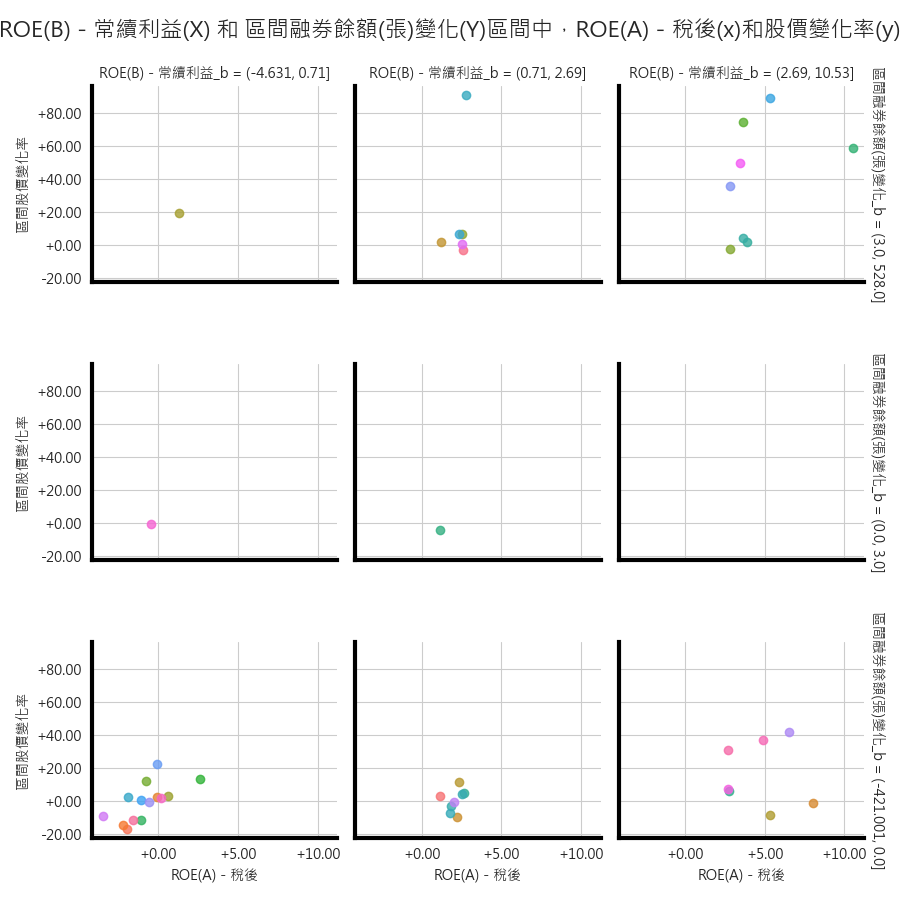 ROE(B) - 常續利益(X) 和 區間融券餘額(張)變化(Y)區間中，ROE(A) - 稅後(x)和股價變化率(y)
ROE(B) - 常續利益_b = (-4.631, 0.71]
ROE(B) - 常續利益_b = (0.71, 2.69]
ROE(B) - 常續利益_b = (2.69, 10.53]
區間股價變化率
+80.00
+60.00
+40.00
+20.00
+0.00
-20.00
區間融券餘額(張)變化_b = (3.0, 528.0]
區間股價變化率
+80.00
+60.00
+40.00
+20.00
+0.00
-20.00
區間融券餘額(張)變化_b = (0.0, 3.0]
區間股價變化率
+80.00
+60.00
+40.00
+20.00
+0.00
-20.00
區間融券餘額(張)變化_b = (-421.001, 0.0]
+0.00 +5.00 +10.00
+0.00 +5.00 +10.00
+0.00 +5.00 +10.00
ROE(A) - 稅後
ROE(A) - 稅後
ROE(A) - 稅後